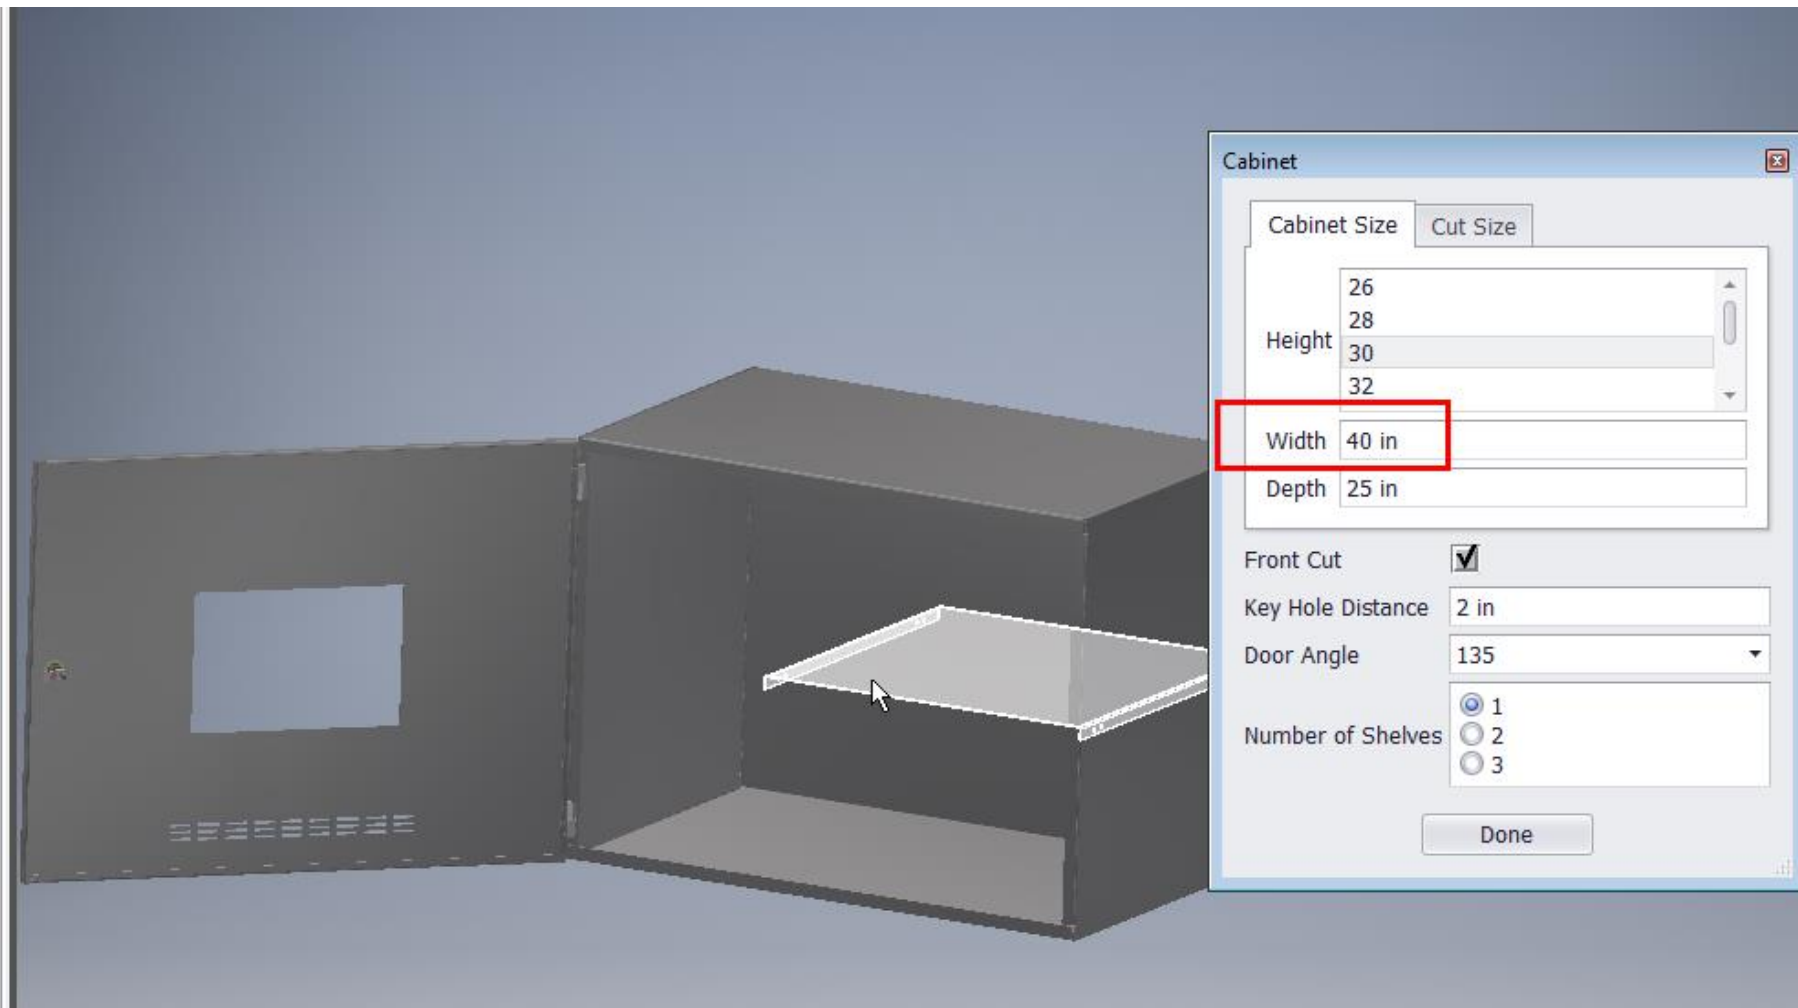 Cabinet
Cabinet Size Cut Size
Height
26
28
30
32
Width 40 in
Depth 25 in
Front Cut
Key Hole Distance 2 in
Door Angle 135
Number of Shelves
1
2
3
Done